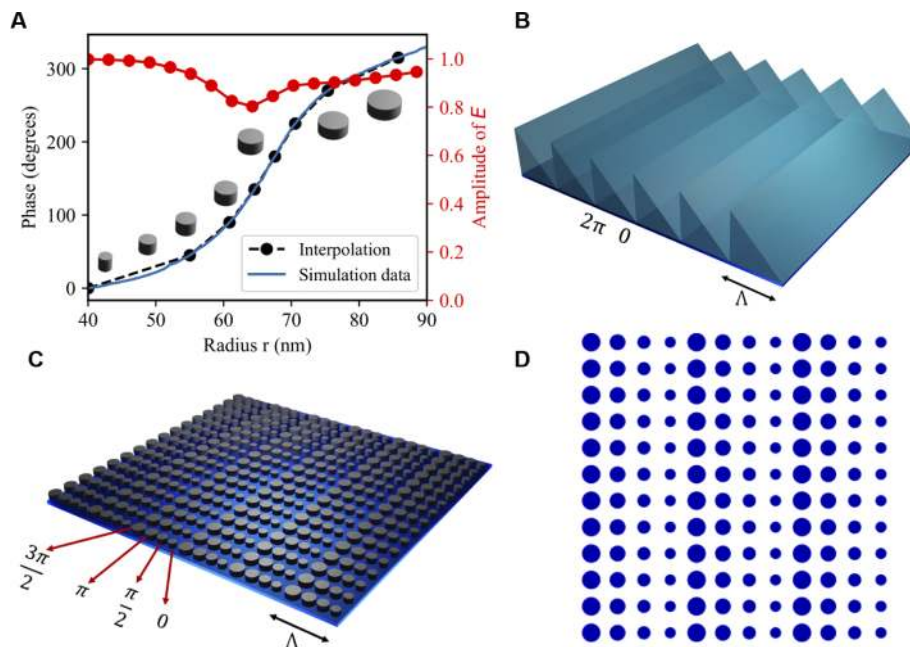 A
Phase (degrees)
300
200
100
0
40
50
60
70
80
90
Radius r (nm)
1.0
0.8
0.6
0.4
0.2
0.0
Amplitude of E
Interpolation
Simulation data
B
2π 0
Λ
C
3π/2
π
π/2
0
Λ
D